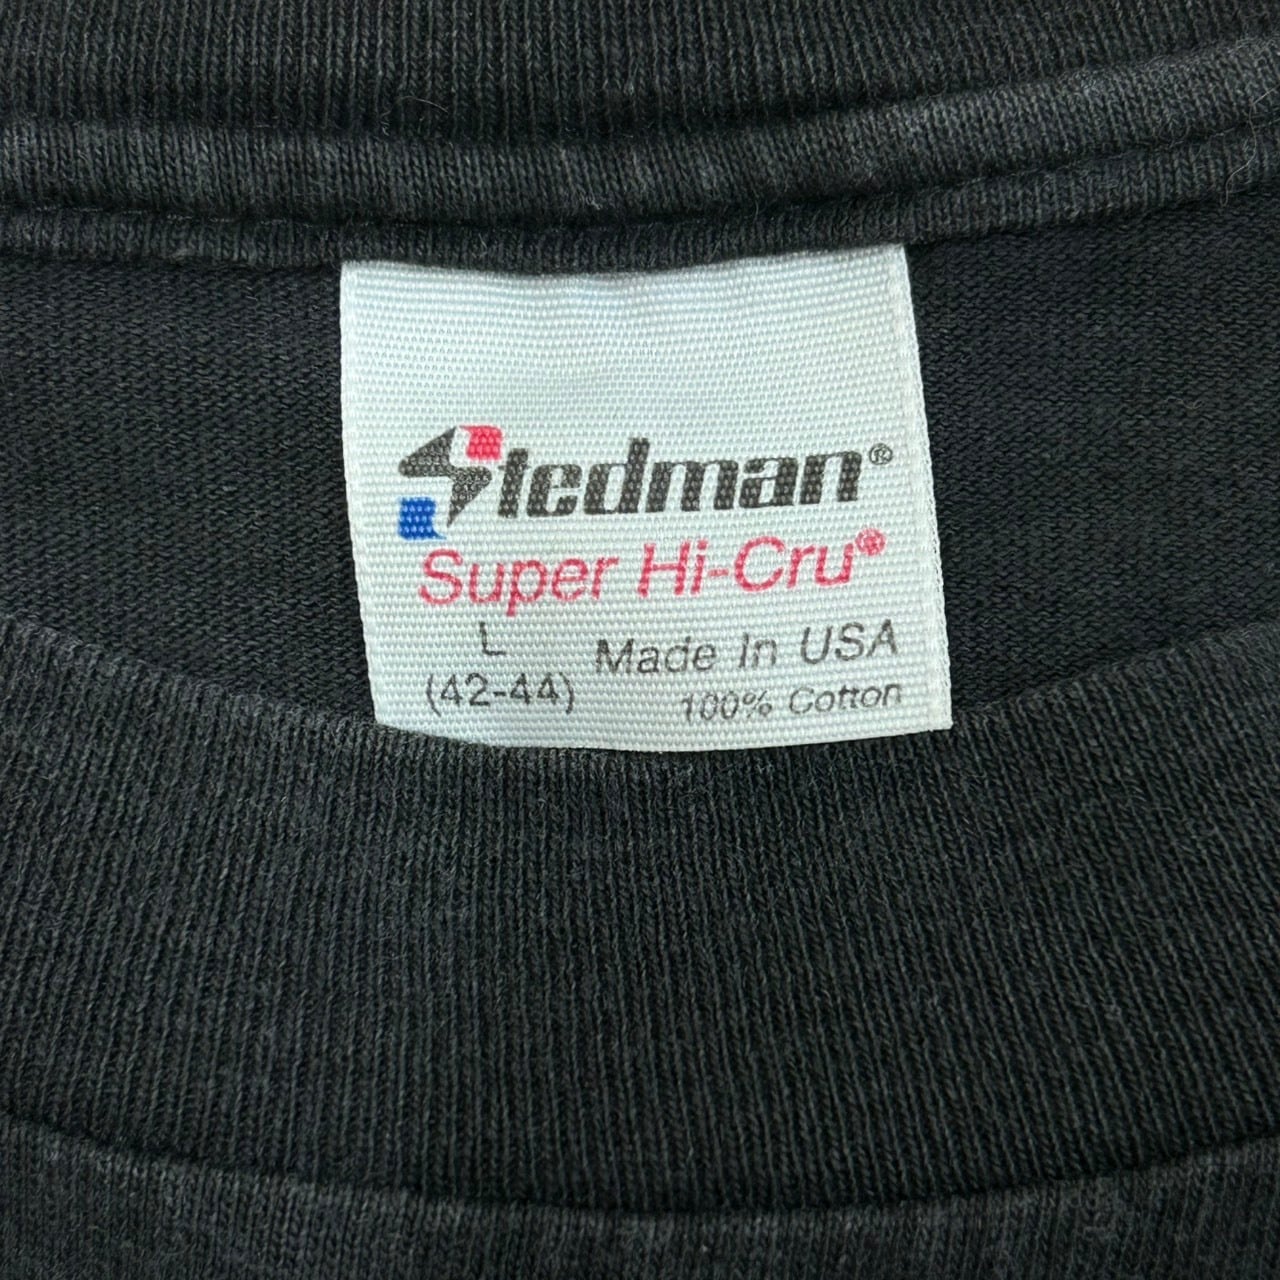 Stedman®
Super Hi-Cru®
L Made In USA
(42-44) 100% Cotton